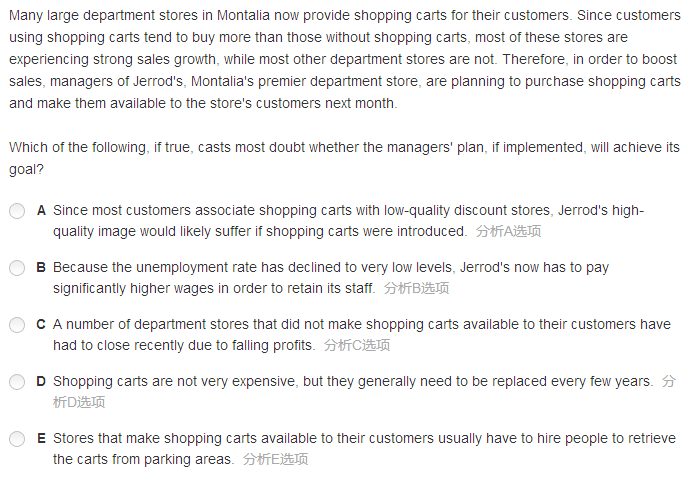 Many large department stores in Montalia now provide shopping carts for their customers. Since customers
using shopping carts tend to buy more than those without shopping carts, most of these stores are
experiencing strong sales growth, while most other department stores are not. Therefore, in order to boost
sales, managers of Jerrod's, Montalia's premier department store, are planning to purchase shopping carts
and make them available to the store's customers next month.
Which of the following, if true, casts most doubt whether the managers' plan, if implemented, will achieve its
goal?
A Since most customers associate shopping carts with low-quality discount stores, Jerrod's high-
quality image would likely suffer if shopping carts were introduced. 分析A选项
B Because the unemployment rate has declined to very low levels, Jerrod's now has to pay
significantly higher wages in order to retain its staff. 分析B选项
C A number of department stores that did not make shopping carts available to their customers have
had to close recently due to falling profits. 分析C选项
D Shopping carts are not very expensive, but they generally need to be replaced every few years. 分
析D选项
E Stores that make shopping carts available to their customers usually have to hire people to retrieve
the carts from parking areas. 分析E选项